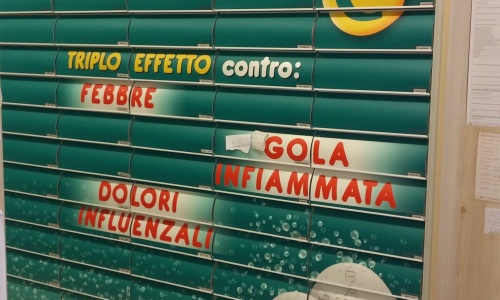 TRIPLO EFFETTO contro:
FEBBRE
GOLA
INFIAMMATA
DOLORI
INFLUENZALI